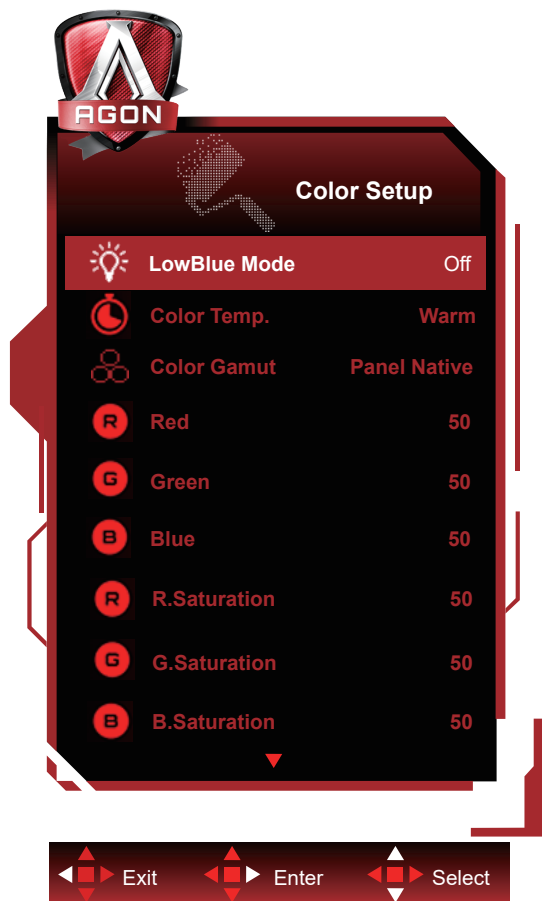 AGON
Color Setup
LowBlue Mode Off
Color Temp. Warm
Color Gamut Panel Native
R Red 50
G Green 50
B Blue 50
R R.Saturation 50
G G.Saturation 50
B B.Saturation 50
Exit Enter Select